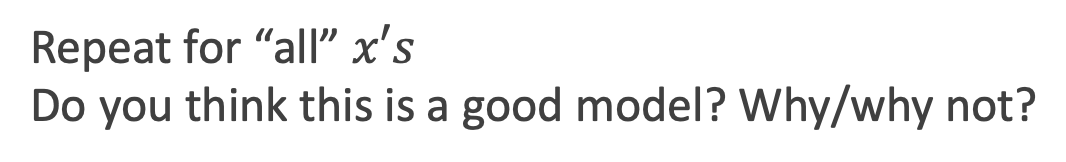 Repeat for “all” x's
Do you think this is a good model? Why/why not?